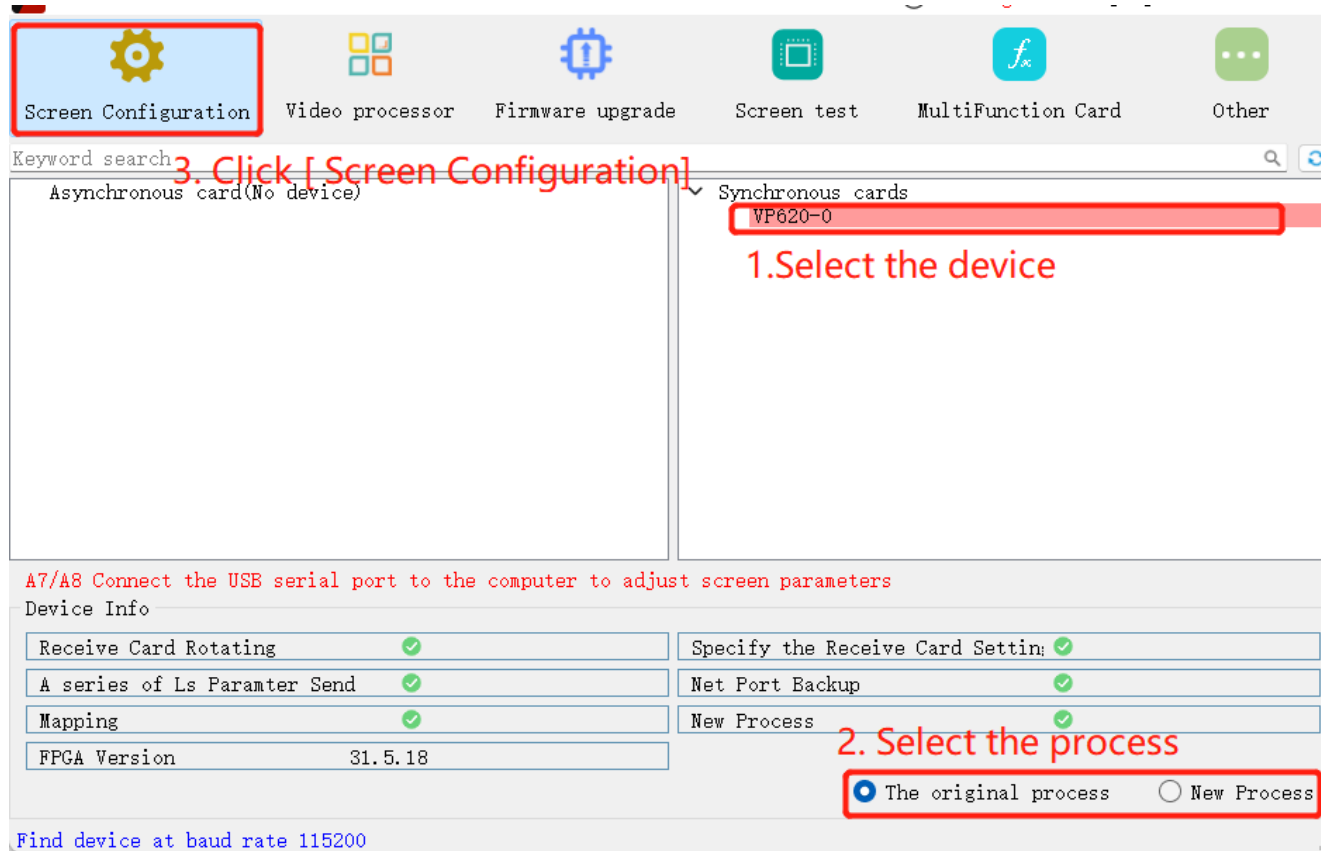 Screen Configuration
Video processor
Firmware upgrade
Screen test
MultiFunction Card
Other
Keyword search
3. Click [ Screen Configuration]
Asynchronous card(No device)
Synchronous cards
VP620-0
1.Select the device
A7/A8 Connect the USB serial port to the computer to adjust screen parameters
Device Info
Receive Card Rotating
Specify the Receive Card Settin
A series of Ls Paramter Send
Net Port Backup
Mapping
New Process
FPGA Version 31.5.18
2. Select the process
The original process
New Process
Find device at baud rate 115200